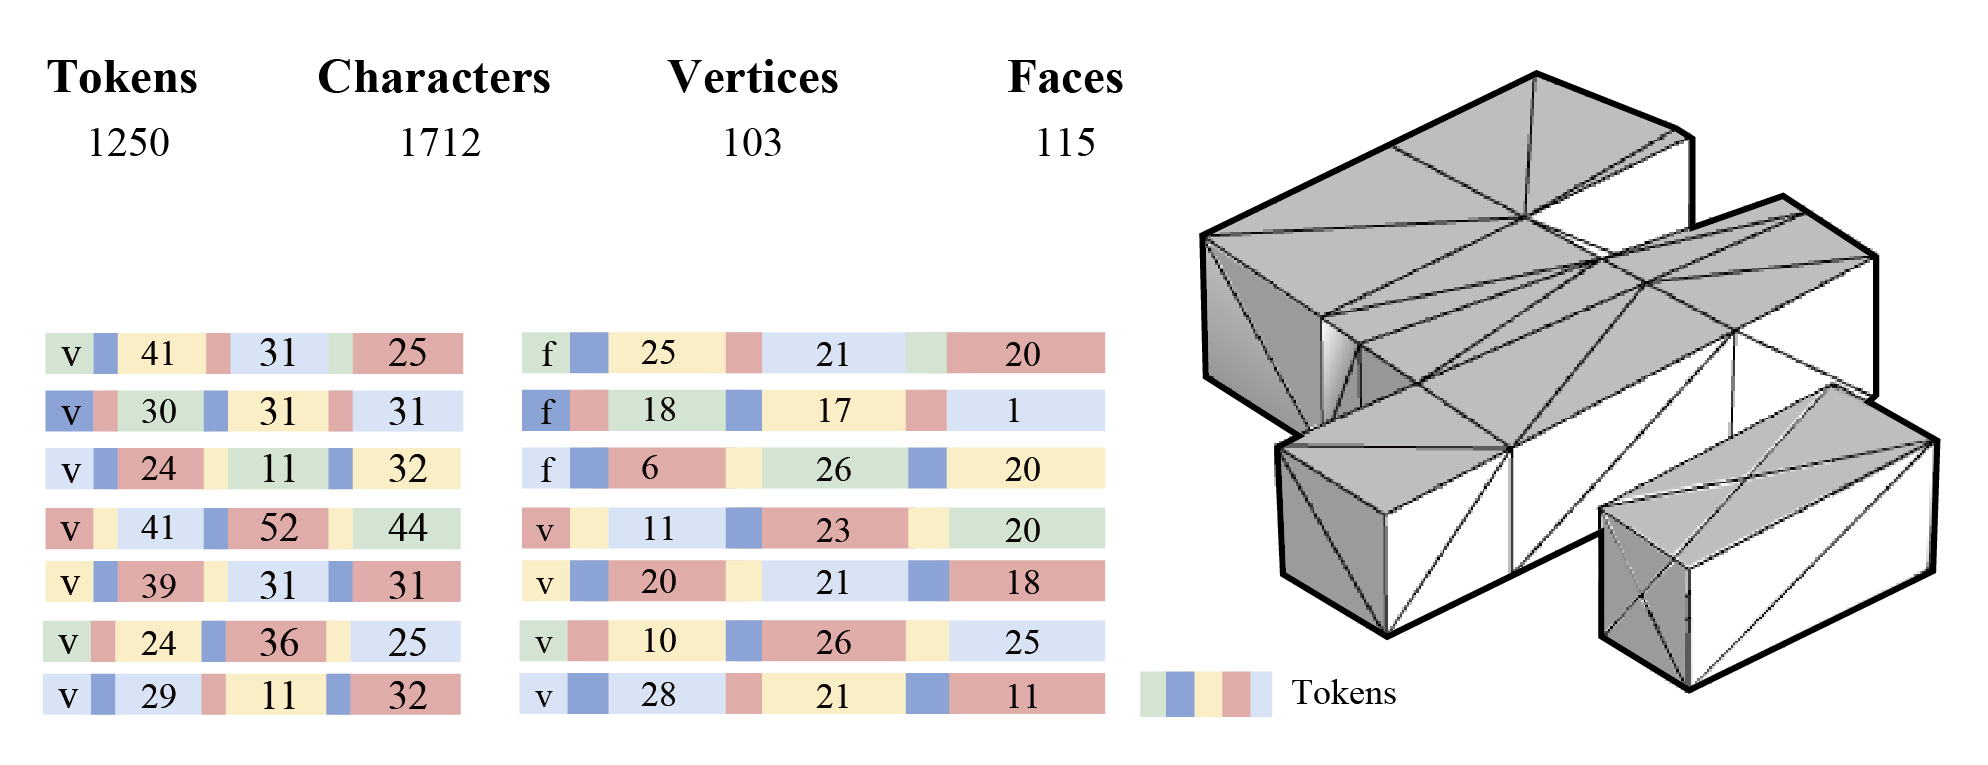 Tokens Characters Vertices Faces
1250 1712 103 115
v 41 31 25
v 30 31 31
v 24 11 32
v 41 52 44
v 39 31 31
v 24 36 25
v 29 11 32
f 25 21 20
f 18 17 1
f 6 26 20
v 11 23 20
v 20 21 18
v 10 26 25
v 28 21 11
Tokens